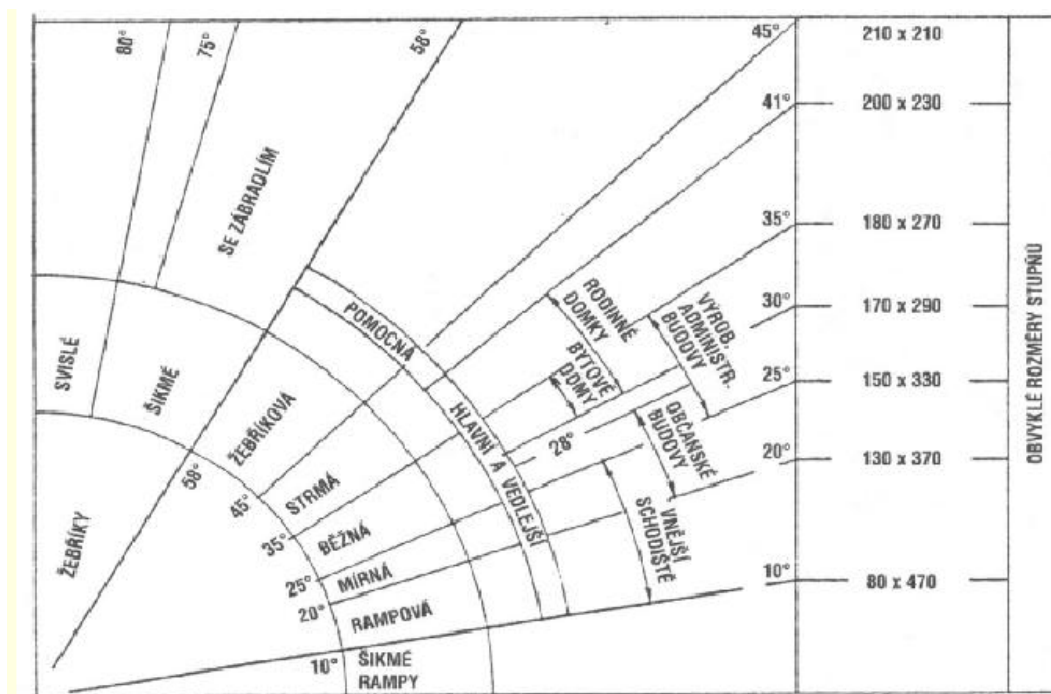 80°
75°
58°
45°
41°
35°
30°
25°
20°
10°
210 x 210
200 x 230
180 x 270
170 x 290
150 x 330
130 x 370
80 x 470
OBVYKLÉ ROZMĚRY STUPŇŮ
SE ZÁBRADLÍM
SVISLÉ
ŠIKMÉ
ŽEBŘÍKY
ŽEBŘÍKOVÁ
58°
45°
STRMÁ
35°
BĚŽNÁ
25°
MÍRNÁ
20°
RAMPOVÁ
10°
ŠIKMÉ
RAMPY
POMOCNÁ
HLAVNÍ A VEDLEJŠÍ
RODINNÉ
DOMKY
BYTOVÉ
DOMY
VÝROB,
ADMINISTR.
BUDOVY
28°
OBČANSKÉ
BUDOVY
VNĚJŠÍ
SCHODIŠTĚ